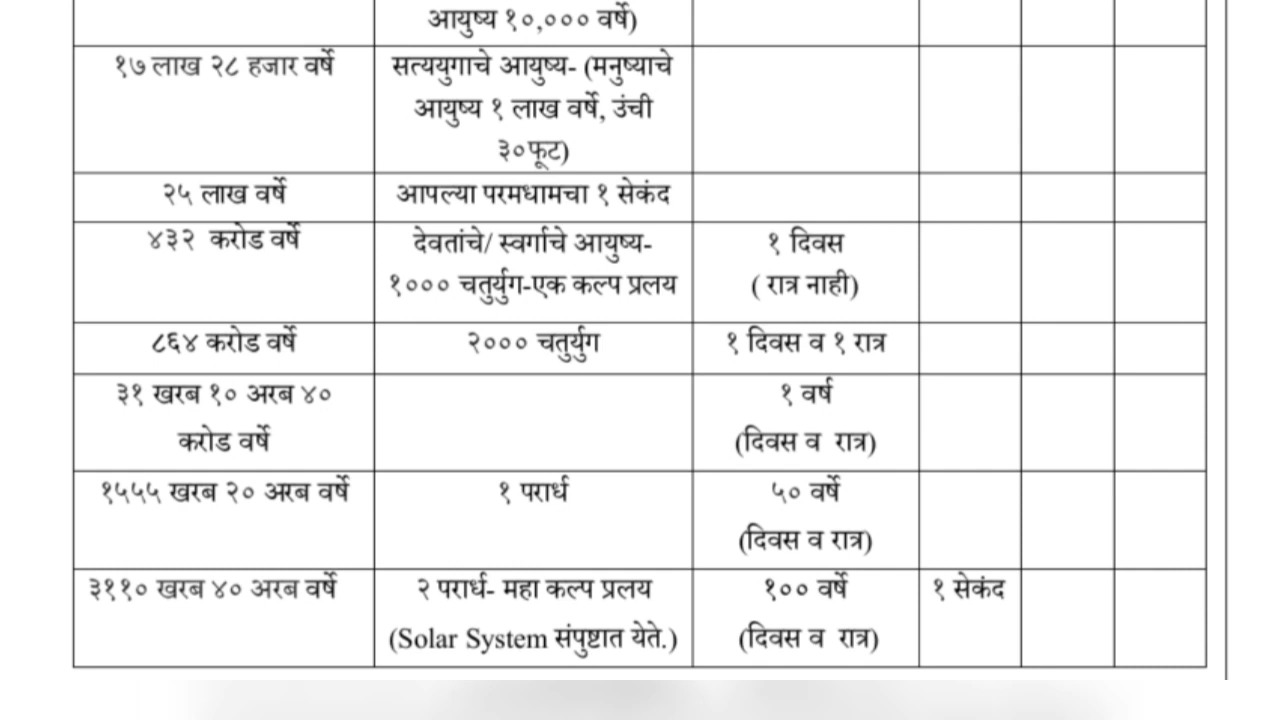 आयुष्य १०,००० वर्षे)
१७ लाख २८ हजार वर्षे सत्ययुगाचे आयुष्य- (मनुष्याचे
आयुष्य १ लाख वर्षे, उंची
३०फूट)
२५ लाख वर्षे आपल्या परमधामचा १ सेकंद
४३२ करोड वर्षे देवतांचे/ स्वर्गाचे आयुष्य- १ दिवस
१००० चतुर्युग-एक कल्प प्रलय ( रात्र नाही)
८६४ करोड वर्षे २००० चतुर्युग १ दिवस व १ रात्र
३१ खरब १० अरब ४० १ वर्ष
करोड वर्षे (दिवस व रात्र)
१५५५ खरब २० अरब वर्षे १ परार्ध ५० वर्षे
(दिवस व रात्र)
३११० खरब ४० अरब वर्षे २ परार्ध- महा कल्प प्रलय १०० वर्षे १ सेकंद
(Solar System संपुष्टात येते.) (दिवस व रात्र)